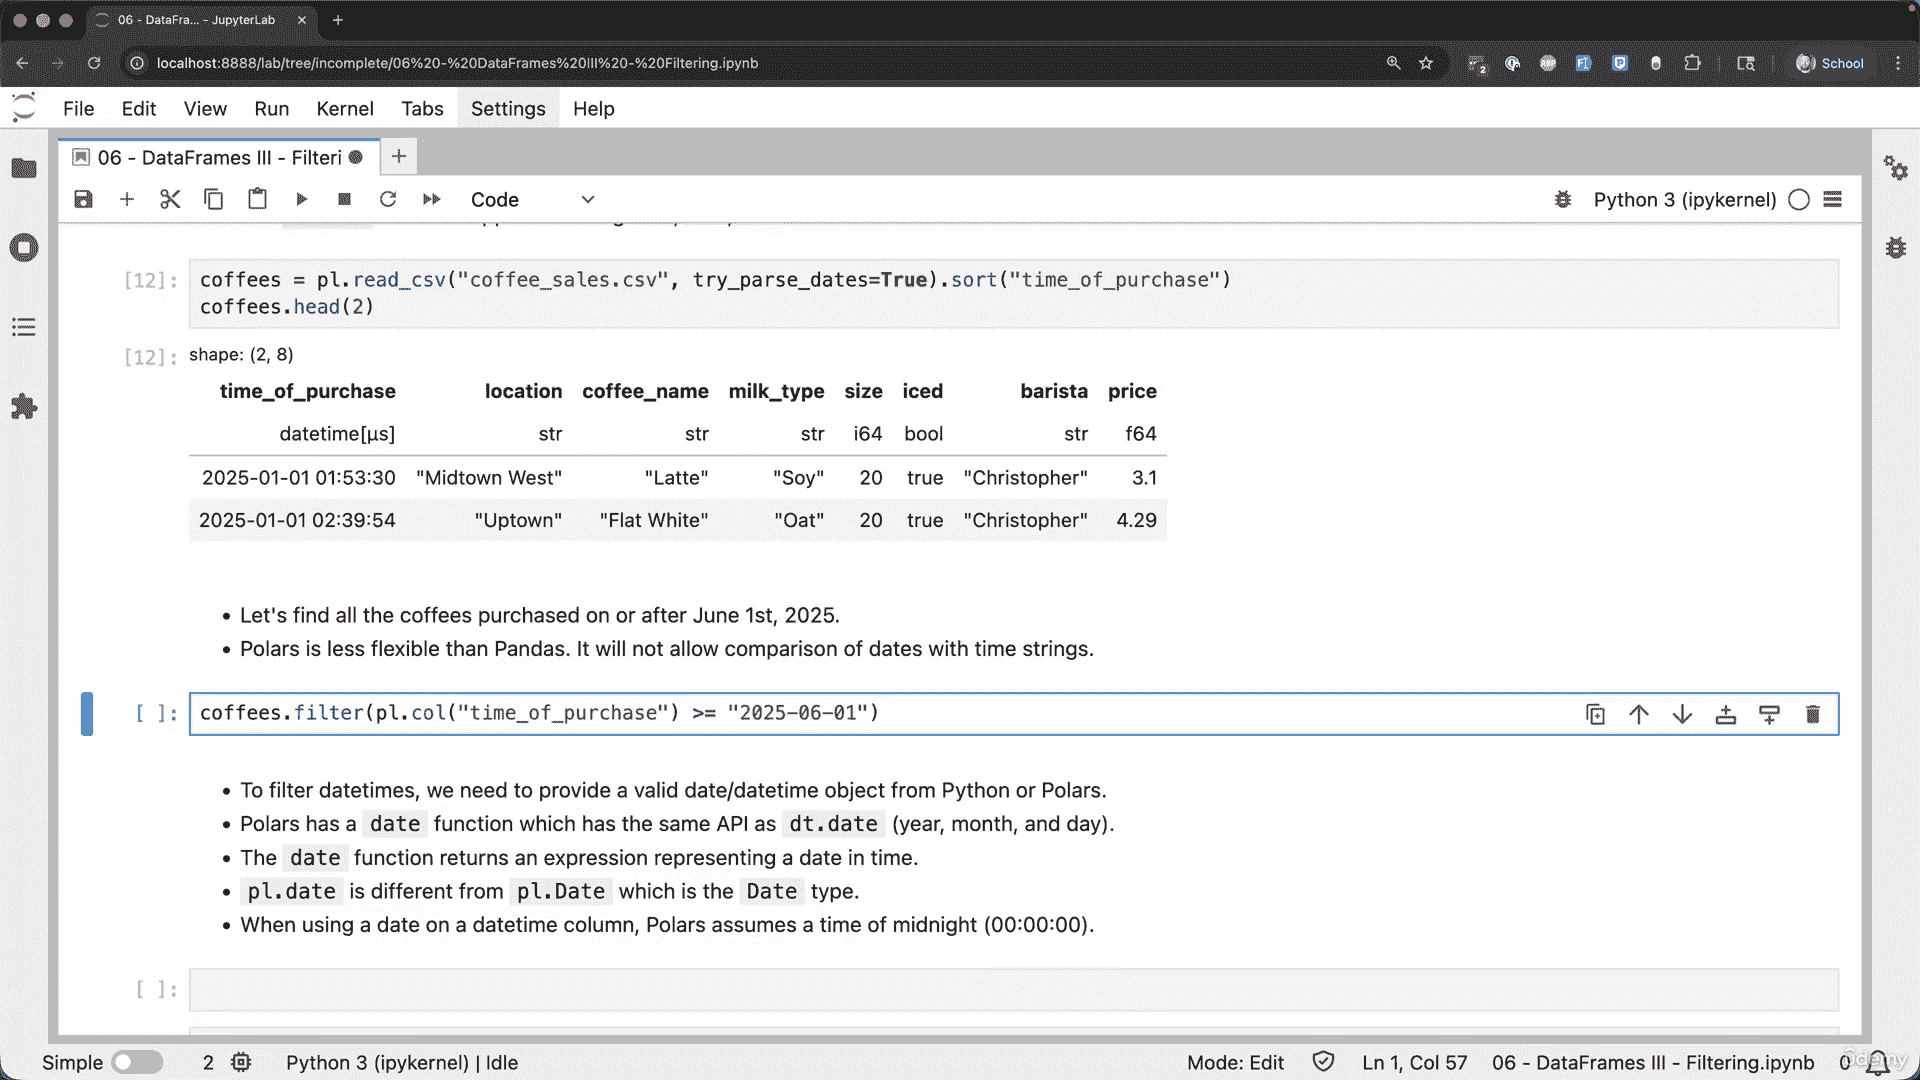 06 - DataFra... - JupyterLab
localhost:8888/lab/tree/incomplete/06%20-%20DataFrames%20III%20-%20Filtering.ipynb
2
ABP
School
File Edit View Run Kernel Tabs Settings Help
06 - DataFrames III - Filteri
Code
Python 3 (ipykernel)
[12]: coffees = pl.read_csv("coffee_sales.csv", try_parse_dates=True).sort("time_of_purchase")
coffees.head(2)
[12]: shape: (2, 8)
time_of_purchase location coffee_name milk_type size iced barista price
datetime[μs] str str str i64 bool str f64
2025-01-01 01:53:30 "Midtown West" "Latte" "Soy" 20 true "Christopher" 3.1
2025-01-01 02:39:54 "Uptown" "Flat White" "Oat" 20 true "Christopher" 4.29
• Let's find all the coffees purchased on or after June 1st, 2025.
• Polars is less flexible than Pandas. It will not allow comparison of dates with time strings.
[ ]: coffees.filter(pl.col("time_of_purchase") >= "2025-06-01")
• To filter datetimes, we need to provide a valid date/datetime object from Python or Polars.
• Polars has a date function which has the same API as dt.date (year, month, and day).
• The date function returns an expression representing a date in time.
• pl.date is different from pl.Date which is the Date type.
• When using a date on a datetime column, Polars assumes a time of midnight (00:00:00).
[ ]:
Simple 2 Python 3 (ipykernel) | Idle Mode: Edit Ln 1, Col 57 06 - DataFrames III - Filtering.ipynb 0
Udemy